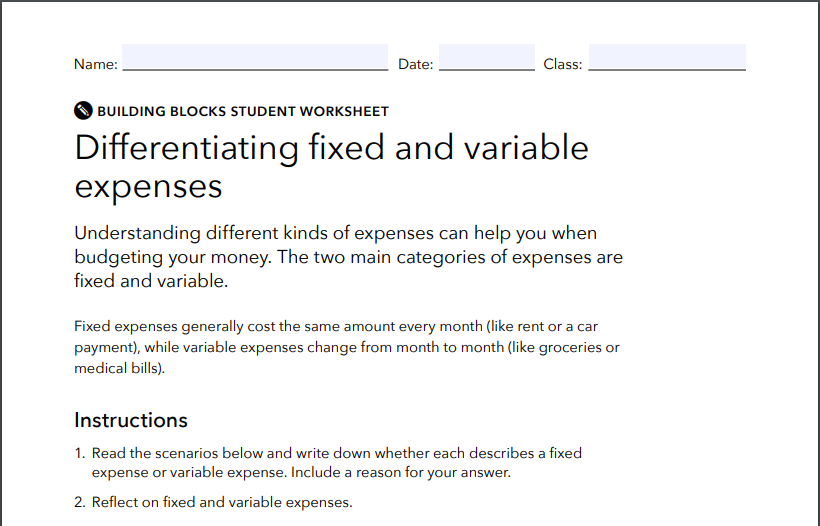 Name: Date: Class:
BUILDING BLOCKS STUDENT WORKSHEET
Differentiating fixed and variable
expenses
Understanding different kinds of expenses can help you when
budgeting your money. The two main categories of expenses are
fixed and variable.
Fixed expenses generally cost the same amount every month (like rent or a car
payment), while variable expenses change from month to month (like groceries or
medical bills).
Instructions
1. Read the scenarios below and write down whether each describes a fixed
expense or variable expense. Include a reason for your answer.
2. Reflect on fixed and variable expenses.